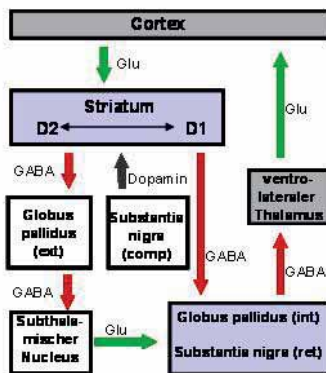 Cortex
Glu
Glu
Striatum
D2
D1
GABA
Dopamin
ventro-
lateraler
Thalamus
Globus
pallidus
(ext)
Substantia
nigra
(comp)
GABA
GABA
GABA
Subthala-
mischer
Nucleus
Glu
Globus pallidus (int)
Substantia nigra (ret)